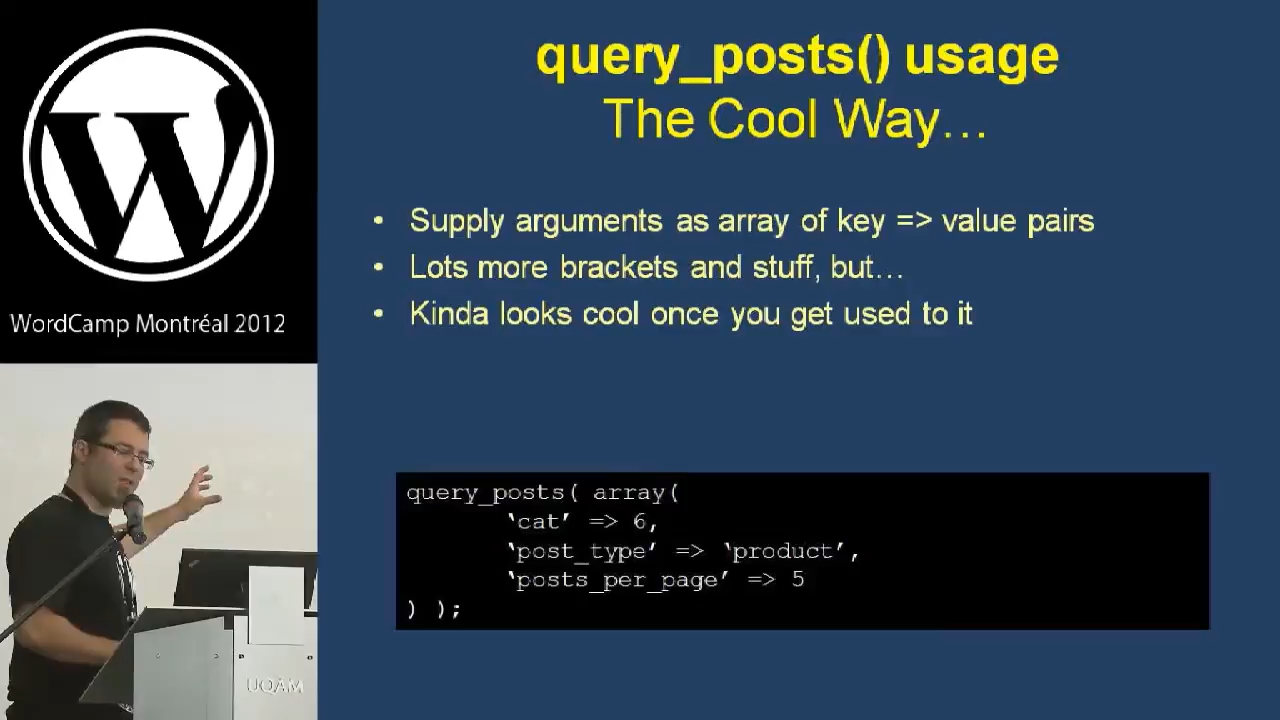 WordCamp Montréal 2012
query_posts() usage
The Cool Way…
• Supply arguments as array of key => value pairs
• Lots more brackets and stuff, but…
• Kinda looks cool once you get used to it
query_posts( array(
‘cat’ => 6,
‘post_type’ => ‘product’,
‘posts_per_page’ => 5
) );
UQAM